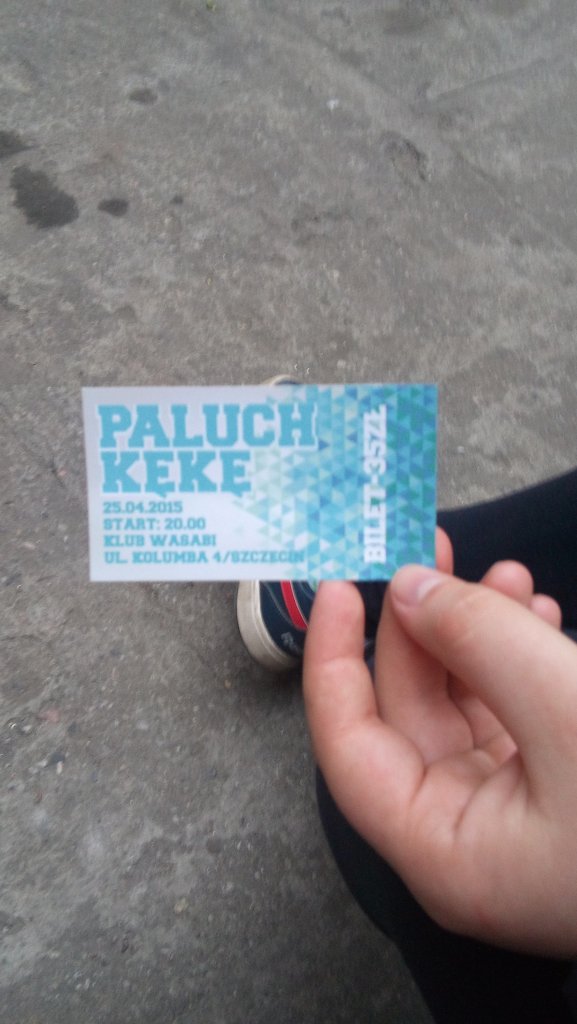 PALUCH
KĘKĘ
25.04.2015
START: 20.00
KLUB WASABI
UL. KOLUMBA 4/SZCZECIN
BILET-35ZŁ